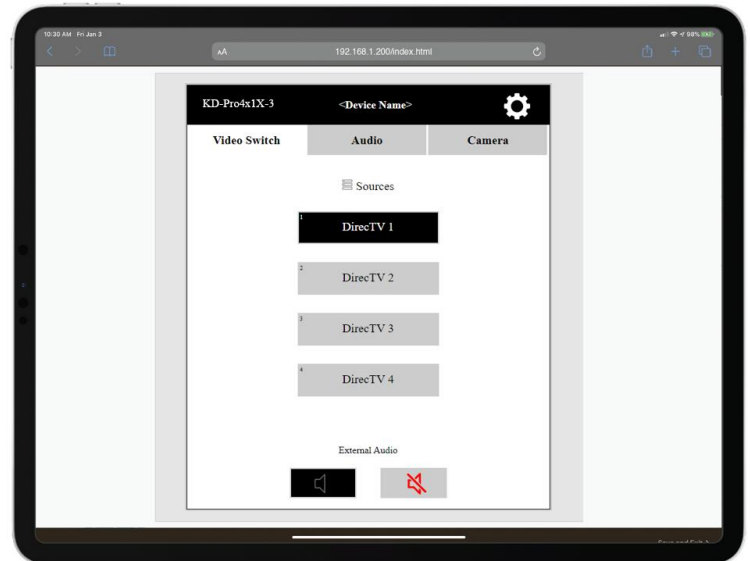 10:30 AM Fri Jan 3
98%
AA
192.168.1.200/index.html
KD-Pro4x1X-3
<Device Name>
Video Switch
Audio
Camera
Sources
1
DirecTV 1
2
DirecTV 2
3
DirecTV 3
4
DirecTV 4
External Audio